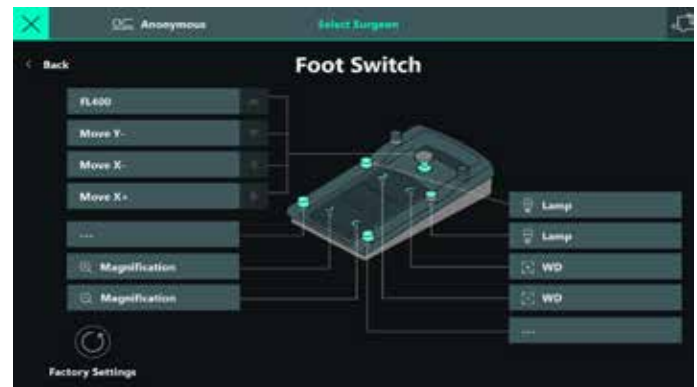 Anonymous
Select Surgeon
Back
Foot Switch
FL400
Move Y-
Move X-
Move X+
---
Magnification
Magnification
Lamp
Lamp
WD
WD
---
Factory Settings